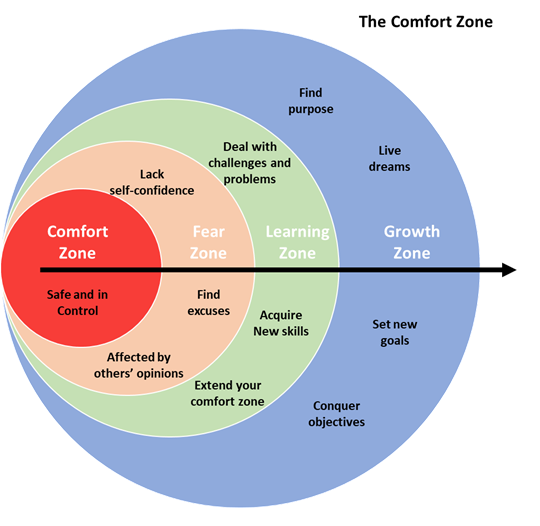 The Comfort Zone
Find
purpose
Live
dreams
Deal with
challenges and
problems
Lack
self-confidence
Comfort
Zone
Fear
Zone
Learning
Zone
Growth
Zone
Safe and in
Control
Find
excuses
Acquire
New skills
Set new
goals
Affected by
others’ opinions
Extend your
comfort zone
Conquer
objectives